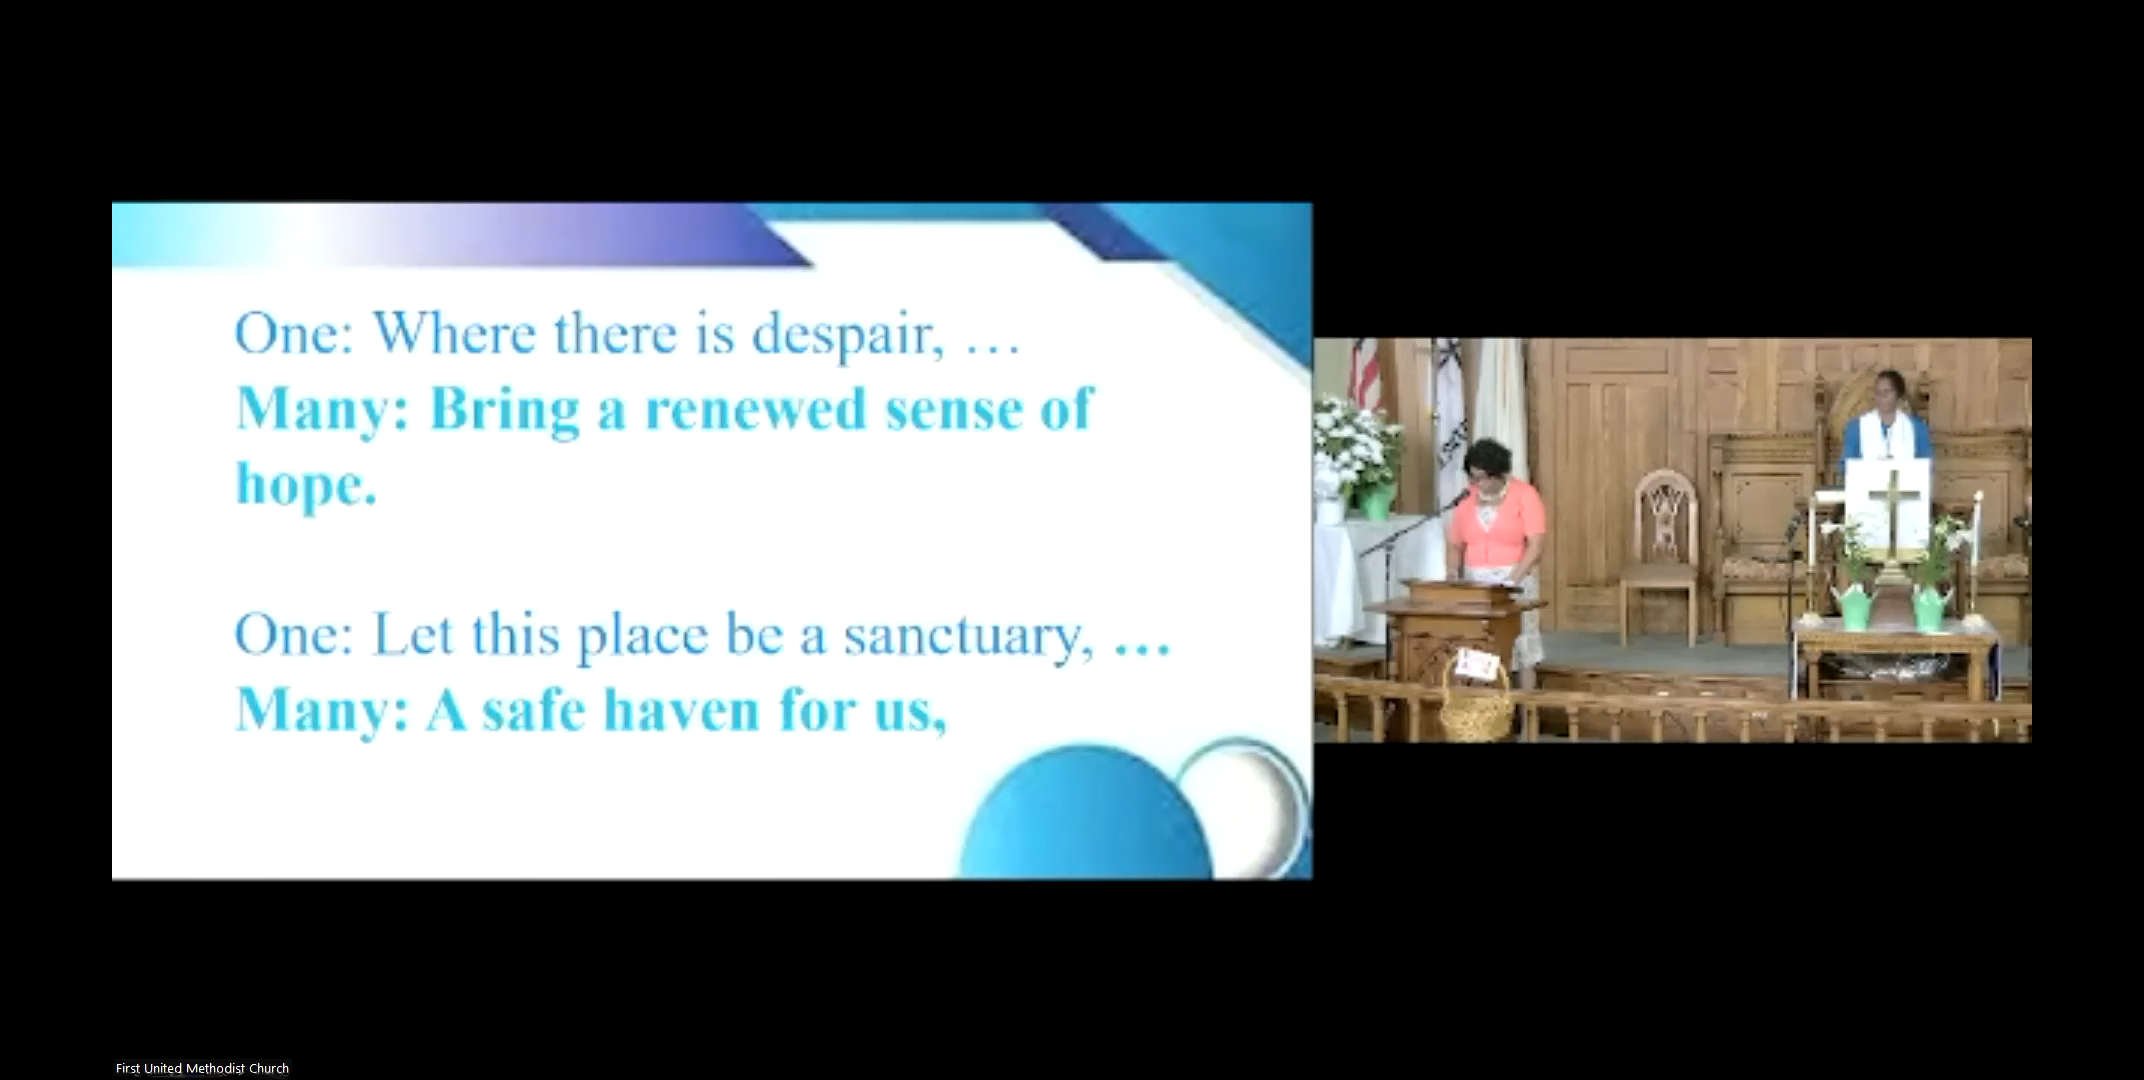 One: Where there is despair, …
Many: Bring a renewed sense of
hope.
One: Let this place be a sanctuary, …
Many: A safe haven for us,
First United Methodist Church